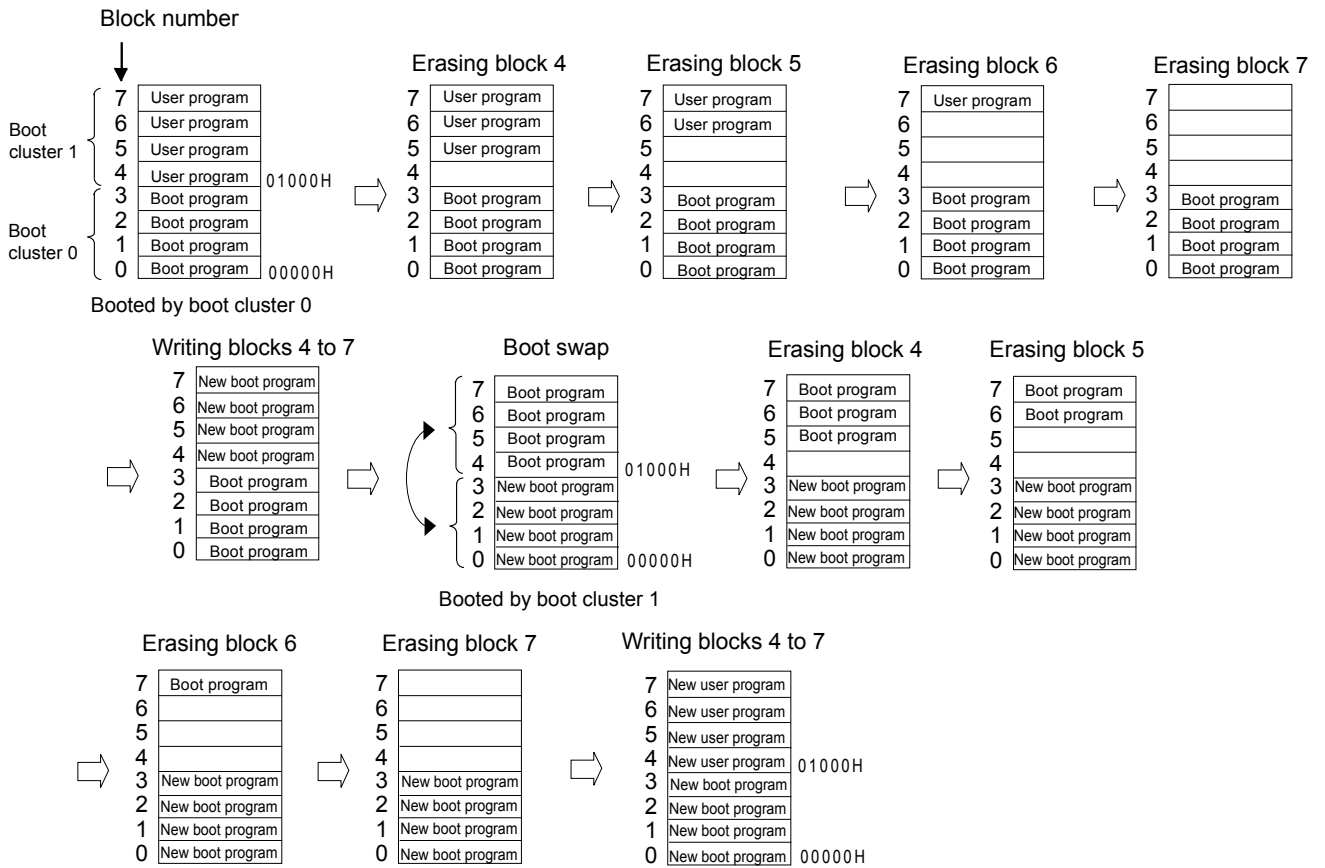 Block number
Boot
cluster 1
Boot
cluster 0
7 User program
6 User program
5 User program
4 User program 01000H
3 Boot program
2 Boot program
1 Boot program
0 Boot program 00000H
Booted by boot cluster 0
Erasing block 4
7 User program
6 User program
5 User program
4
3 Boot program
2 Boot program
1 Boot program
0 Boot program
Erasing block 5
7 User program
6 User program
5
4
3 Boot program
2 Boot program
1 Boot program
0 Boot program
Erasing block 6
7 User program
6
5
4
3 Boot program
2 Boot program
1 Boot program
0 Boot program
Erasing block 7
7
6
5
4
3 Boot program
2 Boot program
1 Boot program
0 Boot program
Writing blocks 4 to 7
7 New boot program
6 New boot program
5 New boot program
4 New boot program
3 Boot program
2 Boot program
1 Boot program
0 Boot program
Boot swap
7 Boot program
6 Boot program
5 Boot program
4 Boot program 01000H
3 New boot program
2 New boot program
1 New boot program
0 New boot program 00000H
Booted by boot cluster 1
Erasing block 4
7 Boot program
6 Boot program
5 Boot program
4
3 New boot program
2 New boot program
1 New boot program
0 New boot program
Erasing block 5
7 Boot program
6 Boot program
5
4
3 New boot program
2 New boot program
1 New boot program
0 New boot program
Erasing block 6
7 Boot program
6
5
4
3 New boot program
2 New boot program
1 New boot program
0 New boot program
Erasing block 7
7
6
5
4
3 New boot program
2 New boot program
1 New boot program
0 New boot program
Writing blocks 4 to 7
7 New user program
6 New user program
5 New user program
4 New user program 01000H
3 New boot program
2 New boot program
1 New boot program
0 New boot program 00000H